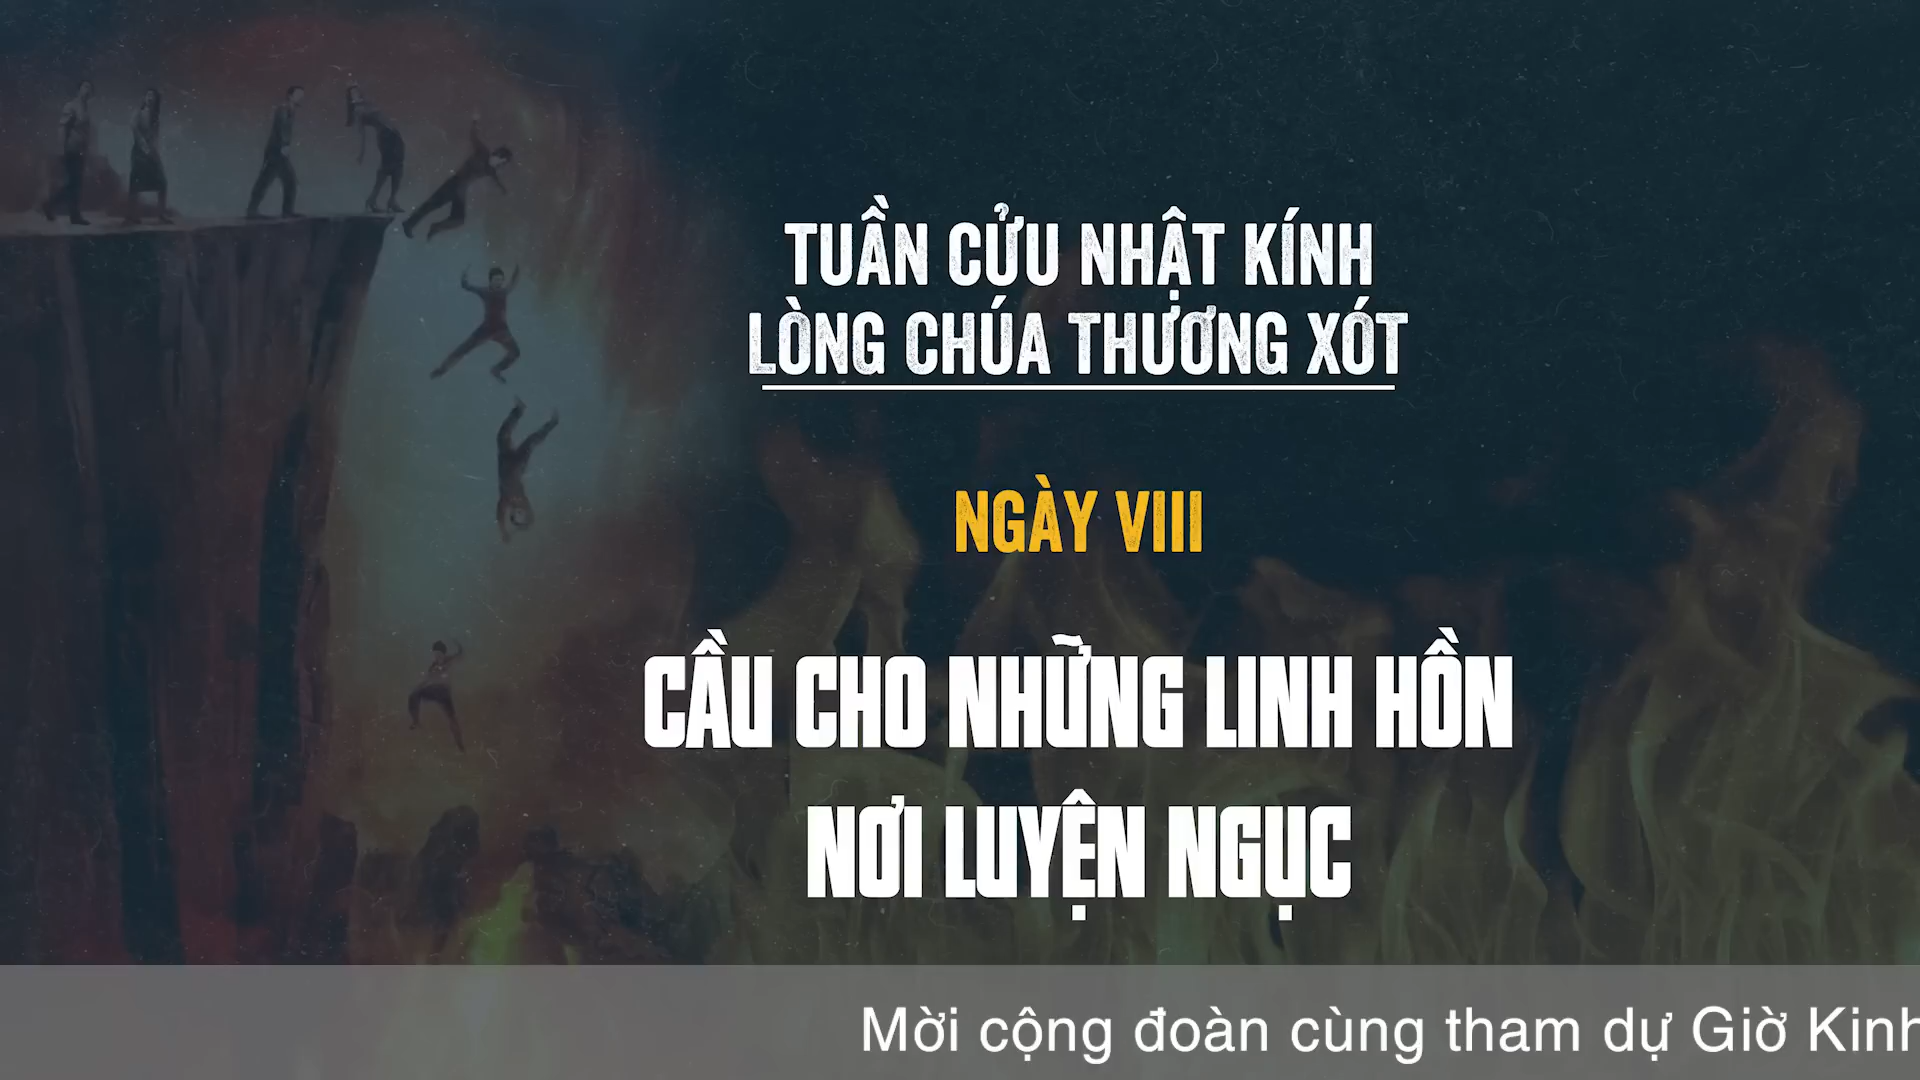 TUẦN CỬU NHẬT KÍNH
LÒNG CHÚA THƯƠNG XÓT
NGÀY VIII
CẦU CHO NHỮNG LINH HỒN
NƠI LUYỆN NGỤC
Mời cộng đoàn cùng tham dự Giờ Kinh